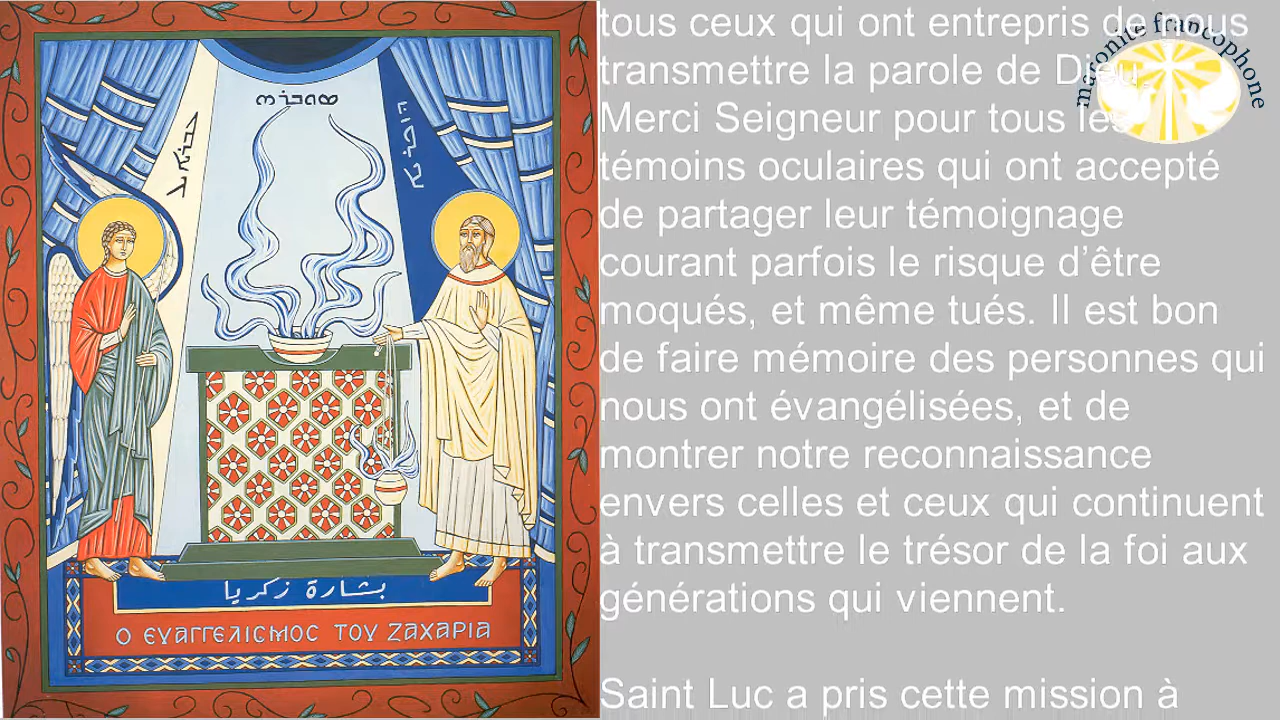 بشارة زكريا
Ο ЄΥΑΓΓЄΛΙCΜΟC ΤΟΥ ΖΑΧΑΡΙΑ
maronite francophone
tous ceux qui ont entrepris de nous
transmettre la parole de Dieu.
Merci Seigneur pour tous les
témoins oculaires qui ont accepté
de partager leur témoignage
courant parfois le risque d’être
moqués, et même tués. Il est bon
de faire mémoire des personnes qui
nous ont évangélisées, et de
montrer notre reconnaissance
envers celles et ceux qui continuent
à transmettre le trésor de la foi aux
générations qui viennent.
Saint Luc a pris cette mission à